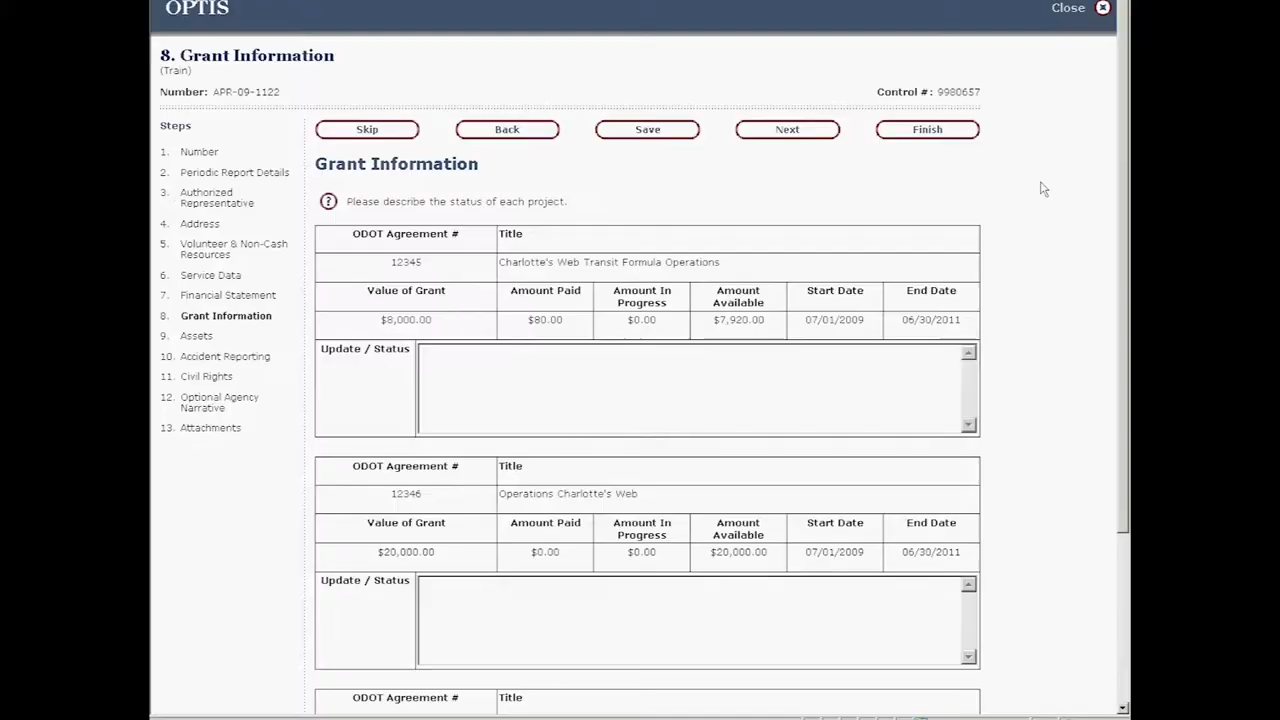 OPTIS
Close
8. Grant Information
(Train)
Number: APR-09-1122
Control #: 9980657
Steps
1. Number
2. Periodic Report Details
3. Authorized
Representative
4. Address
5. Volunteer & Non-Cash
Resources
6. Service Data
7. Financial Statement
8. Grant Information
9. Assets
10. Accident Reporting
11. Civil Rights
12. Optional Agency
Narrative
13. Attachments
Skip Back Save Next Finish
Grant Information
? Please describe the status of each project.
ODOT Agreement # Title
12345 Charlotte's Web Transit Formula Operations
Value of Grant Amount Paid Amount In Progress Amount Available Start Date End Date
$8,000.00 $80.00 $0.00 $7,920.00 07/01/2009 06/30/2011
Update / Status
ODOT Agreement # Title
12346 Operations Charlotte's Web
Value of Grant Amount Paid Amount In Progress Amount Available Start Date End Date
$20,000.00 $0.00 $0.00 $20,000.00 07/01/2009 06/30/2011
Update / Status
ODOT Agreement # Title